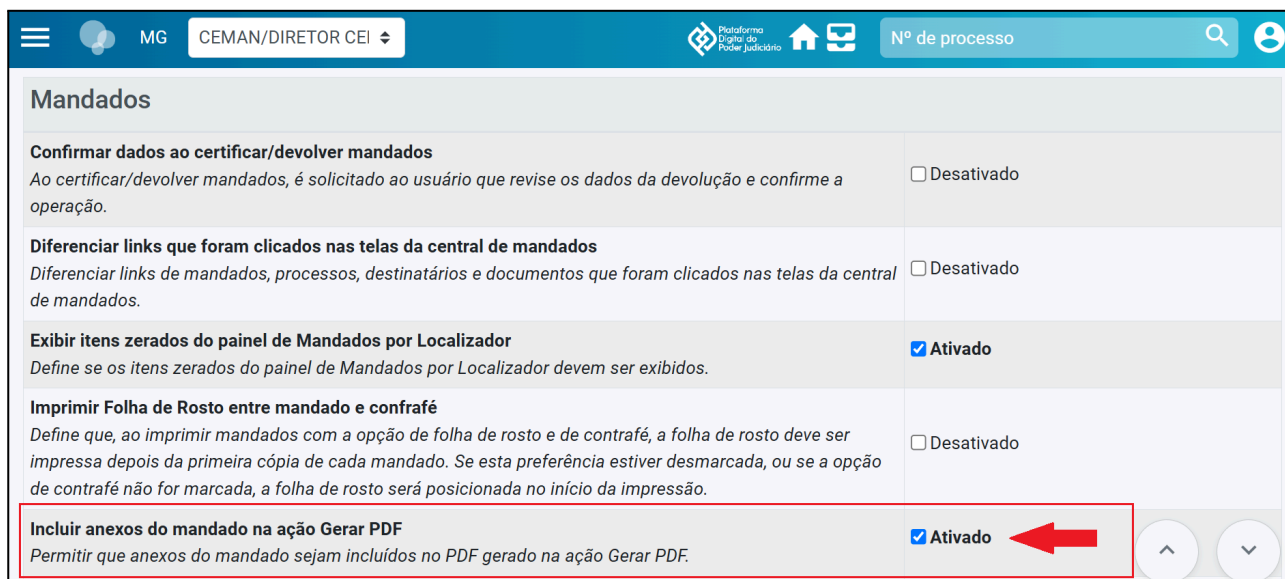 MG
CEMAN/DIRETOR CEI
Plataforma
Digital do
Poder Judiciário
Nº de processo
Mandados
Confirmar dados ao certificar/devolver mandados
Ao certificar/devolver mandados, é solicitado ao usuário que revise os dados da devolução e confirme a
operação.
Desativado
Diferenciar links que foram clicados nas telas da central de mandados
Diferenciar links de mandados, processos, destinatários e documentos que foram clicados nas telas da central
de mandados.
Desativado
Exibir itens zerados do painel de Mandados por Localizador
Define se os itens zerados do painel de Mandados por Localizador devem ser exibidos.
Ativado
Imprimir Folha de Rosto entre mandado e confrafé
Define que, ao imprimir mandados com a opção de folha de rosto e de contrafé, a folha de rosto deve ser
impressa depois da primeira cópia de cada mandado. Se esta preferência estiver desmarcada, ou se a opção
de contrafé não for marcada, a folha de rosto será posicionada no início da impressão.
Desativado
Incluir anexos do mandado na ação Gerar PDF
Permitir que anexos do mandado sejam incluídos no PDF gerado na ação Gerar PDF.
Ativado